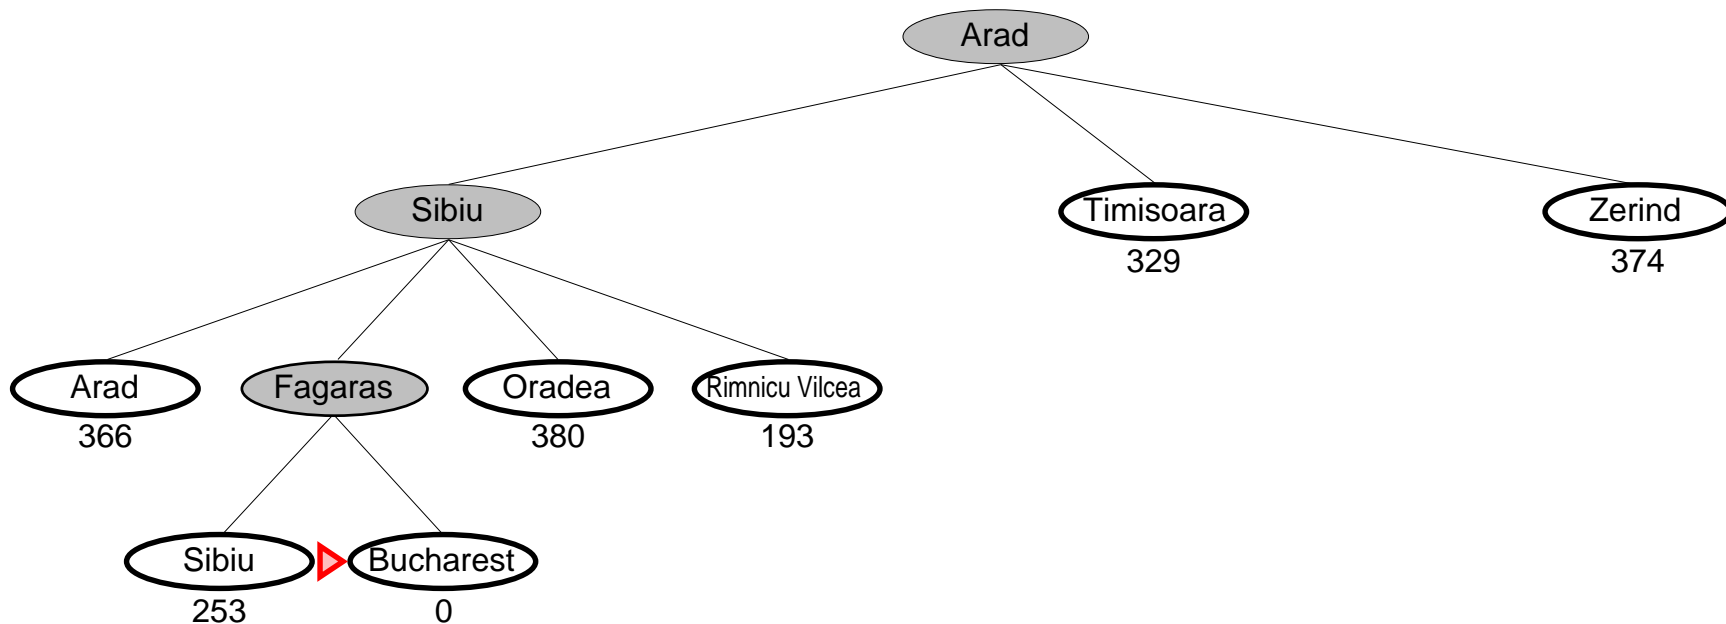 Arad
Sibiu
Timisoara
Zerind
329
374
Arad
Fagaras
Oradea
Rimnicu Vilcea
366
380
193
Sibiu
Bucharest
253
0